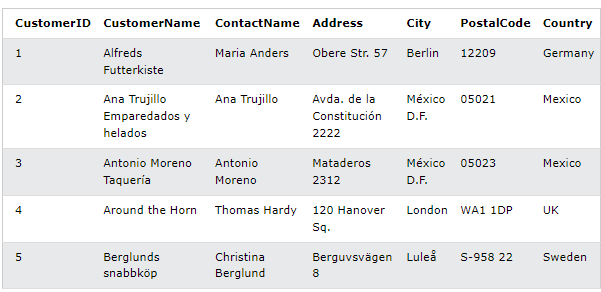 CustomerID CustomerName ContactName Address City PostalCode Country
1 Alfreds Maria Anders Obere Str. 57 Berlin 12209 Germany
Futterkiste
2 Ana Trujillo Ana Trujillo Avda. de la México 05021 Mexico
Emparedados y Constitución D.F.
helados 2222
3 Antonio Moreno Antonio Mataderos México 05023 Mexico
Taquería Moreno 2312 D.F.
4 Around the Horn Thomas Hardy 120 Hanover London WA1 1DP UK
Sq.
5 Berglunds Christina Berguvsvägen Luleå S-958 22 Sweden
snabbköp Berglund 8